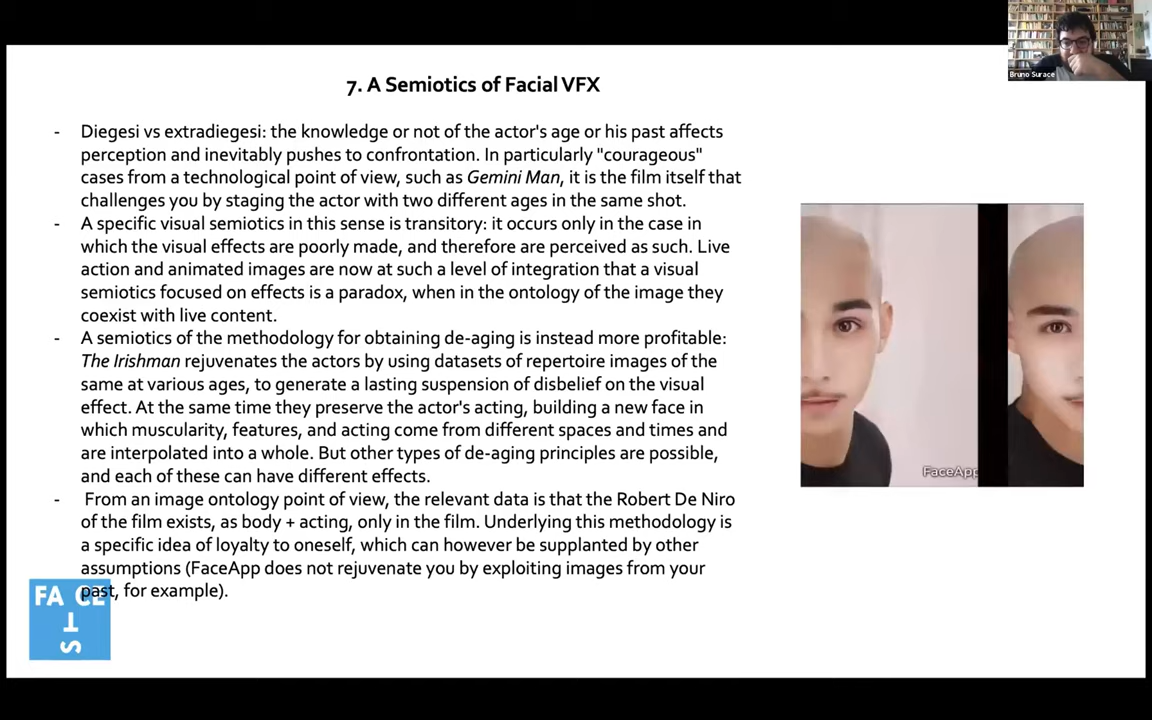 Bruno Surace
7. A Semiotics of Facial VFX
- Diegesi vs extradiegesi: the knowledge or not of the actor's age or his past affects
perception and inevitably pushes to confrontation. In particularly "courageous"
cases from a technological point of view, such as Gemini Man, it is the film itself that
challenges you by staging the actor with two different ages in the same shot.
- A specific visual semiotics in this sense is transitory: it occurs only in the case in
which the visual effects are poorly made, and therefore are perceived as such. Live
action and animated images are now at such a level of integration that a visual
semiotics focused on effects is a paradox, when in the ontology of the image they
coexist with live content.
- A semiotics of the methodology for obtaining de-aging is instead more profitable:
The Irishman rejuvenates the actors by using datasets of repertoire images of the
same at various ages, to generate a lasting suspension of disbelief on the visual
effect. At the same time they preserve the actor's acting, building a new face in
which muscularity, features, and acting come from different spaces and times and
are interpolated into a whole. But other types of de-aging principles are possible,
and each of these can have different effects.
- From an image ontology point of view, the relevant data is that the Robert De Niro
of the film exists, as body + acting, only in the film. Underlying this methodology is
a specific idea of loyalty to oneself, which can however be supplanted by other
assumptions (FaceApp does not rejuvenate you by exploiting images from your
past, for example).
FaceApp
FA CE
T
S